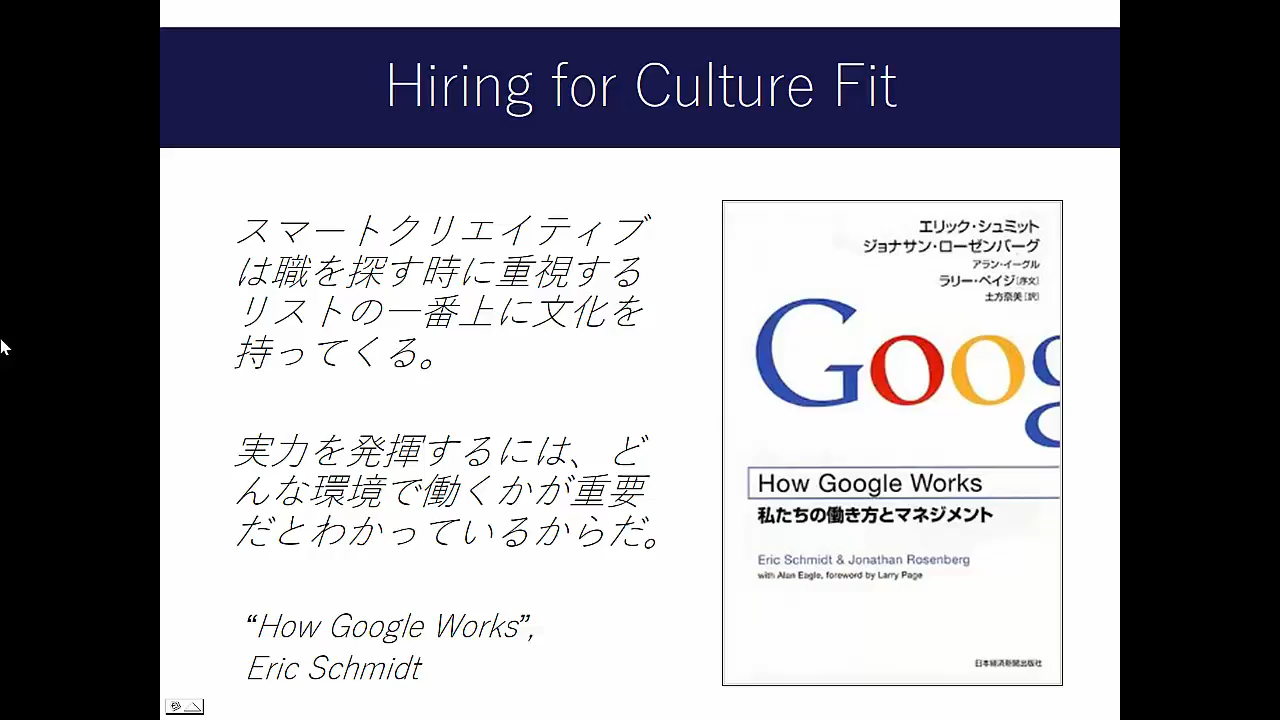 Hiring for Culture Fit
スマートクリエイティブ
は職を探す時に重視する
リストの一番上に文化を
持ってくる。
実力を発揮するには、ど
んな環境で働くかが重要
だとわかっているからだ。
“How Google Works”,
Eric Schmidt
エリック・シュミット
ジョナサン・ローゼンバーグ
アラン・イーグル
ラリー・ペイジ[序文]
土方奈美[訳]
Goog
How Google Works
私たちの働き方とマネジメント
Eric Schmidt & Jonathan Rosenberg
with Alan Eagle, foreword by Larry Page
日本経済新聞出版社